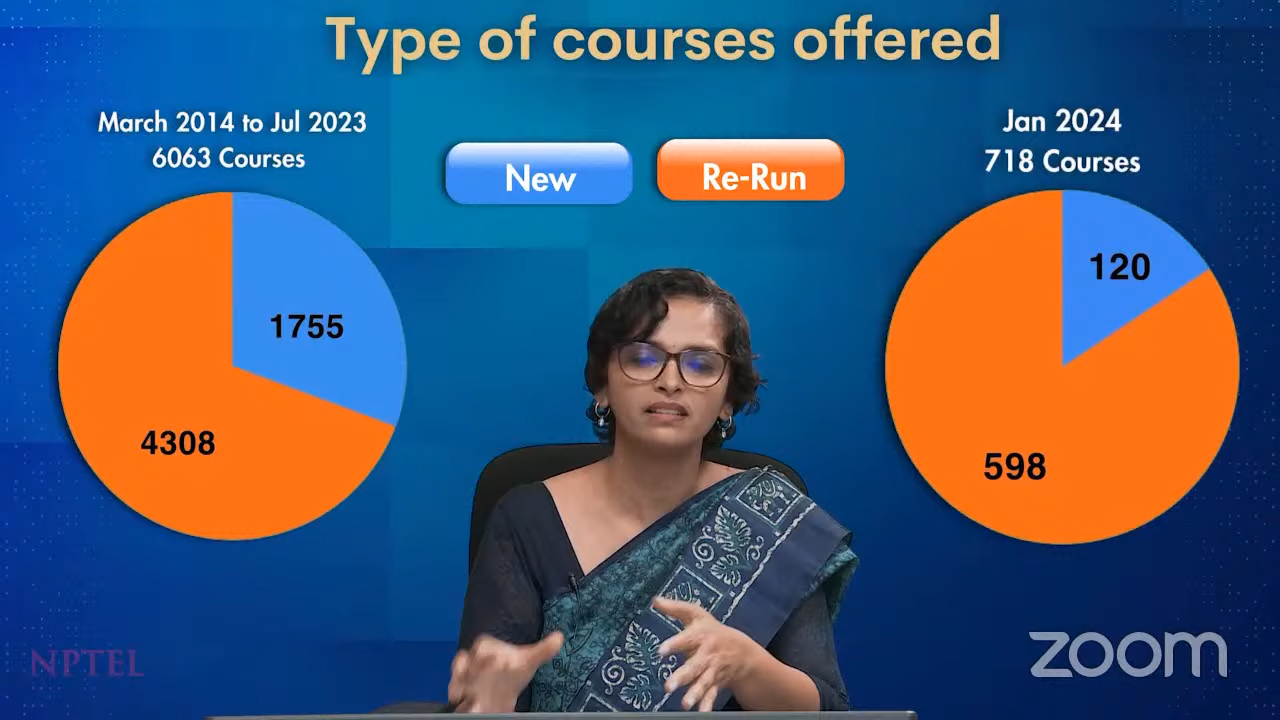 Type of courses offered
March 2014 to Jul 2023
6063 Courses
New
Re-Run
Jan 2024
718 Courses
1755
4308
120
598
NPTEL
zoom